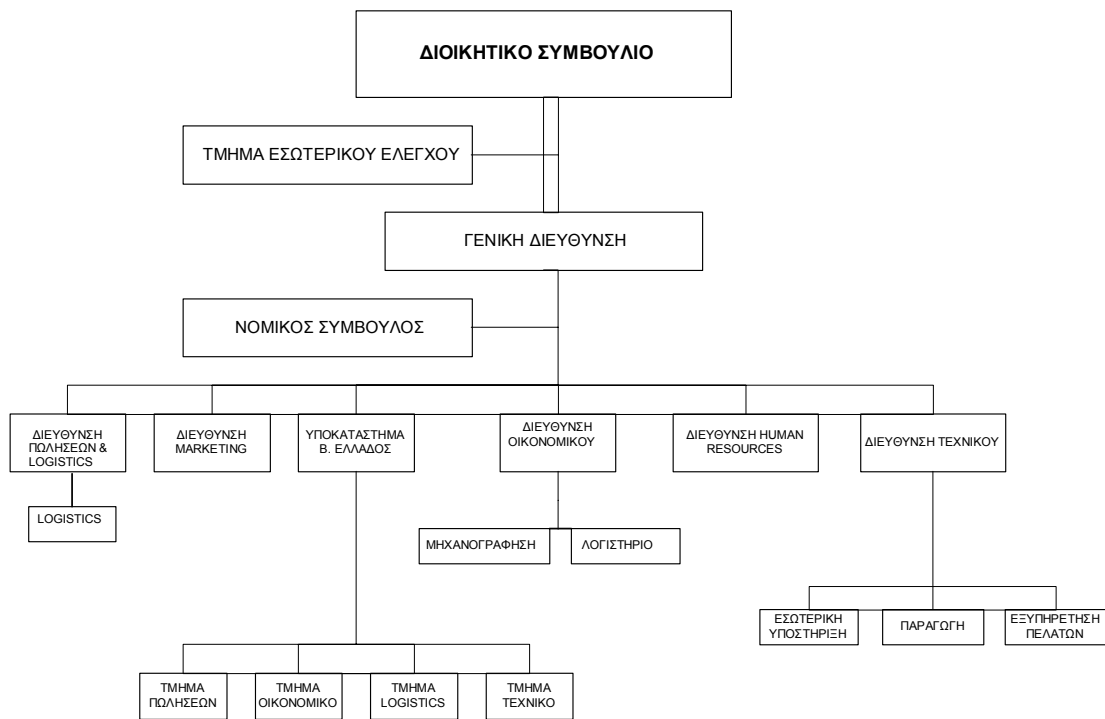 ΔΙΟΙΚΗΤΙΚΟ ΣΥΜΒΟΥΛΙΟ
ΤΜΗΜΑ ΕΣΩΤΕΡΙΚΟΥ ΕΛΕΓΧΟΥ
ΓΕΝΙΚΗ ΔΙΕΥΘΥΝΣΗ
ΝΟΜΙΚΟΣ ΣΥΜΒΟΥΛΟΣ
ΔΙΕΥΘΥΝΣΗ
ΠΩΛΗΣΕΩΝ &
LOGISTICS
ΔΙΕΥΘΥΝΣΗ
MARKETING
ΥΠΟΚΑΤΑΣΤΗΜΑ
Β. ΕΛΛΑΔΟΣ
ΔΙΕΥΘΥΝΣΗ
ΟΙΚΟΝΟΜΙΚΟΥ
ΔΙΕΥΘΥΝΣΗ HUMAN
RESOURCES
ΔΙΕΥΘΥΝΣΗ ΤΕΧΝΙΚΟΥ
LOGISTICS
ΜΗΧΑΝΟΓΡΑΦΗΣΗ
ΛΟΓΙΣΤΗΡΙΟ
ΕΣΩΤΕΡΙΚΗ
ΥΠΟΣΤΗΡΙΞΗ
ΠΑΡΑΓΩΓΗ
ΕΞΥΠΗΡΕΤΗΣΗ
ΠΕΛΑΤΩΝ
ΤΜΗΜΑ
ΠΩΛΗΣΕΩΝ
ΤΜΗΜΑ
ΟΙΚΟΝΟΜΙΚΟ
ΤΜΗΜΑ
LOGISTICS
ΤΜΗΜΑ
ΤΕΧΝΙΚΟ